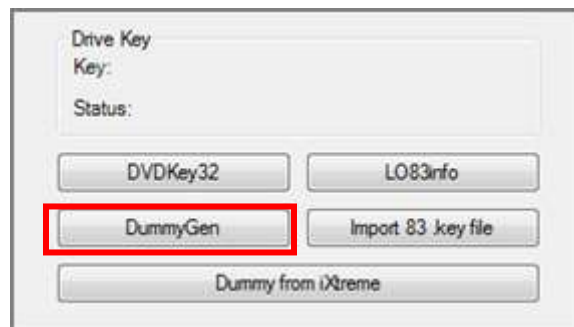 Drive Key
Key:
Status:
DVDKey32 LO83info
DummyGen Import 83 .key file
Dummy from iXtreme